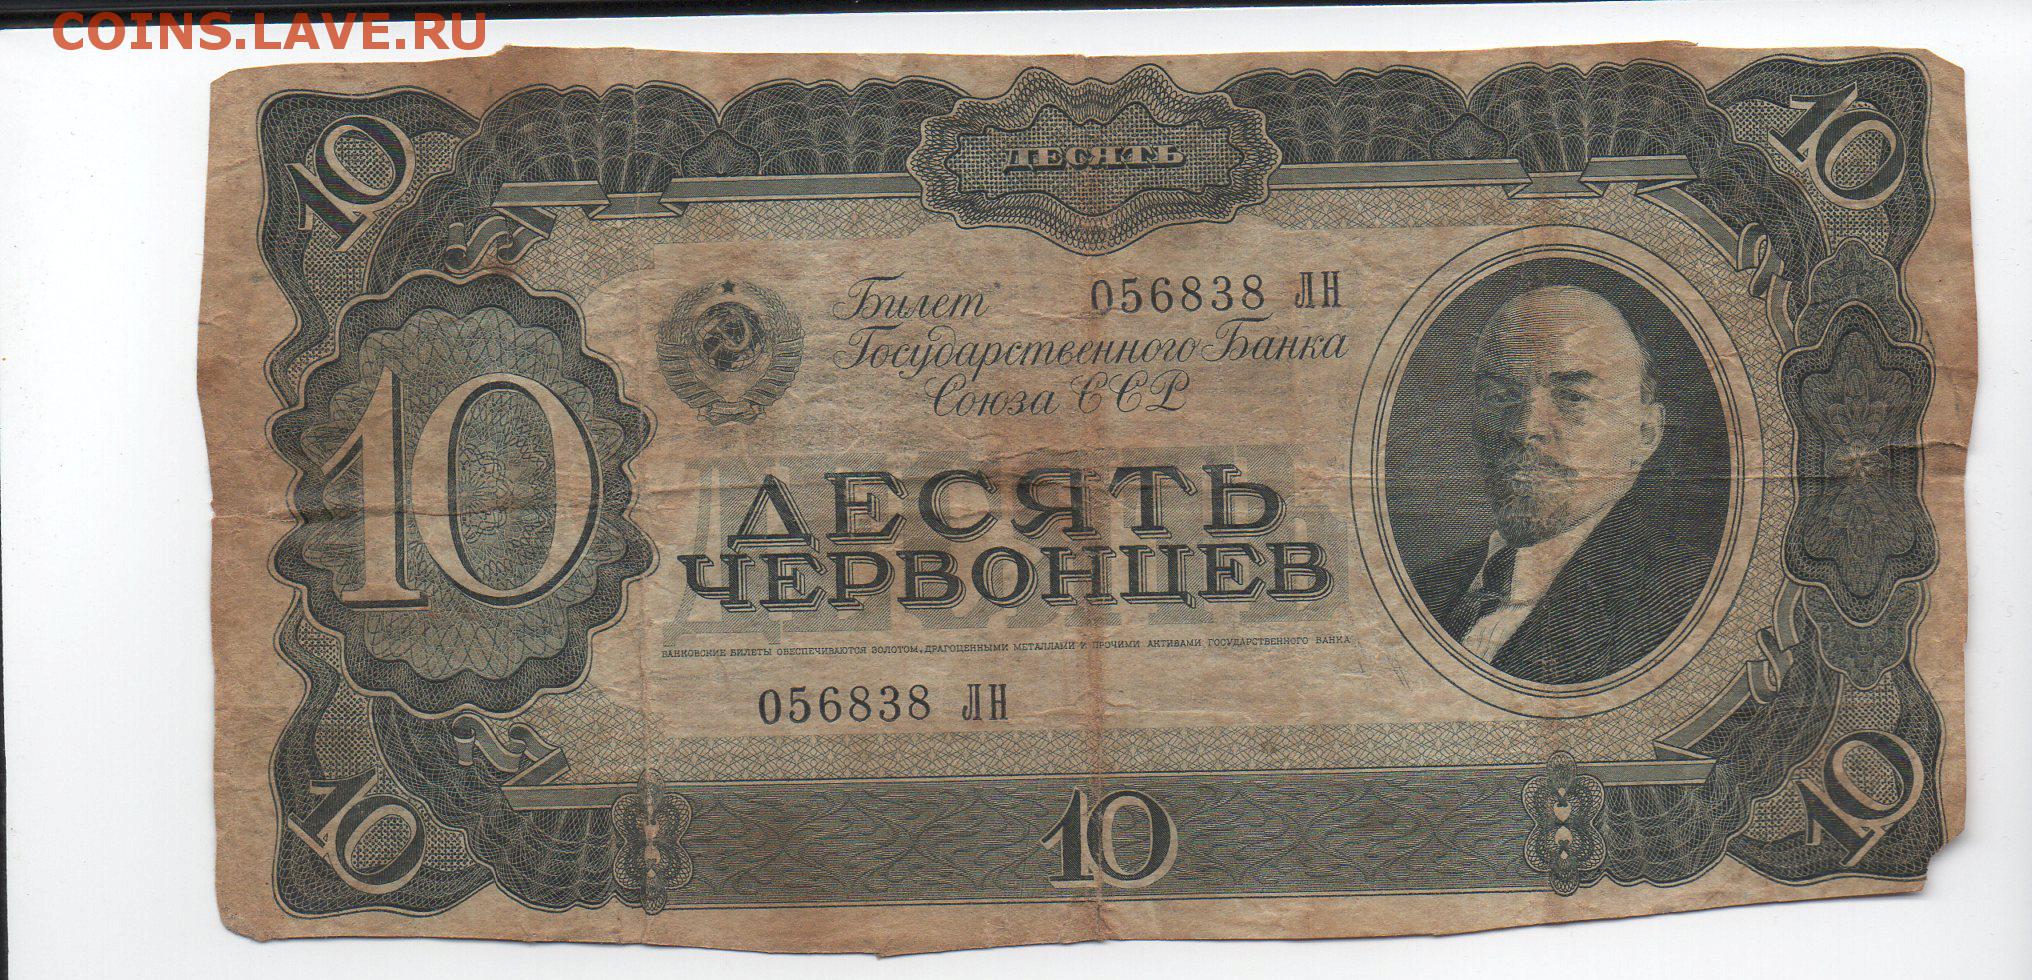 COINS.LAVE.RU
10
ДЕСЯТЬ
10
Билет 056838 ЛН
Государственного Банка
Союза ССР
10
ДЕСЯТЬ
ЧЕРВОНЦЕВ
БАНКОВСКИЕ БИЛЕТЫ ОБЕСПЕЧИВАЮТСЯ ЗОЛОТОМ, ДРАГОЦЕННЫМИ МЕТАЛЛАМИ И ПРОЧИМИ АКТИВАМИ ГОСУДАРСТВЕННОГО БАНКА
056838 ЛН
10
10
10